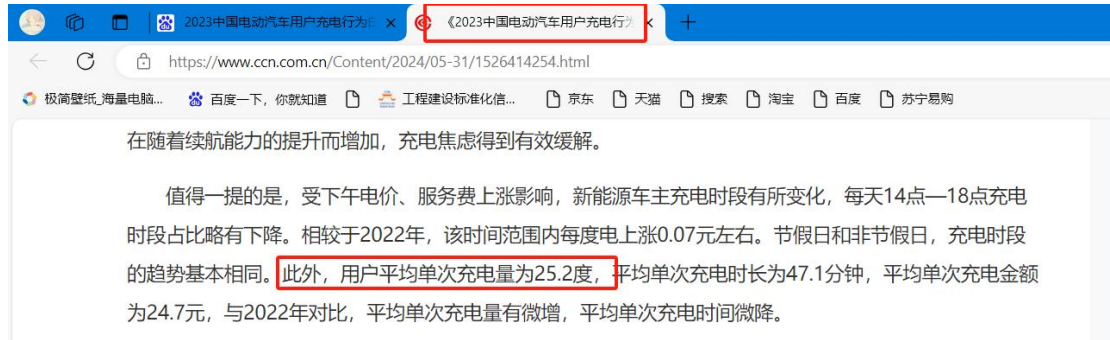 2023中国电动汽车用户充电行为
《2023中国电动汽车用户充电行为
https://www.ccn.com.cn/Content/2024/05-31/1526414254.html
极简壁纸_海量电脑... 百度一下，你就知道 工程建设标准化信... 京东 天猫 搜索 淘宝 百度 苏宁易购
在随着续航能力的提升而增加，充电焦虑得到有效缓解。
值得一提的是，受下午电价、服务费上涨影响，新能源车主充电时段有所变化，每天14点—18点充电
时段占比略有下降。相较于2022年，该时间范围内每度电上涨0.07元左右。节假日和非节假日，充电时段
的趋势基本相同。此外，用户平均单次充电量为25.2度，平均单次充电时长为47.1分钟，平均单次充电金额
为24.7元，与2022年对比，平均单次充电量有微增，平均单次充电时间微降。